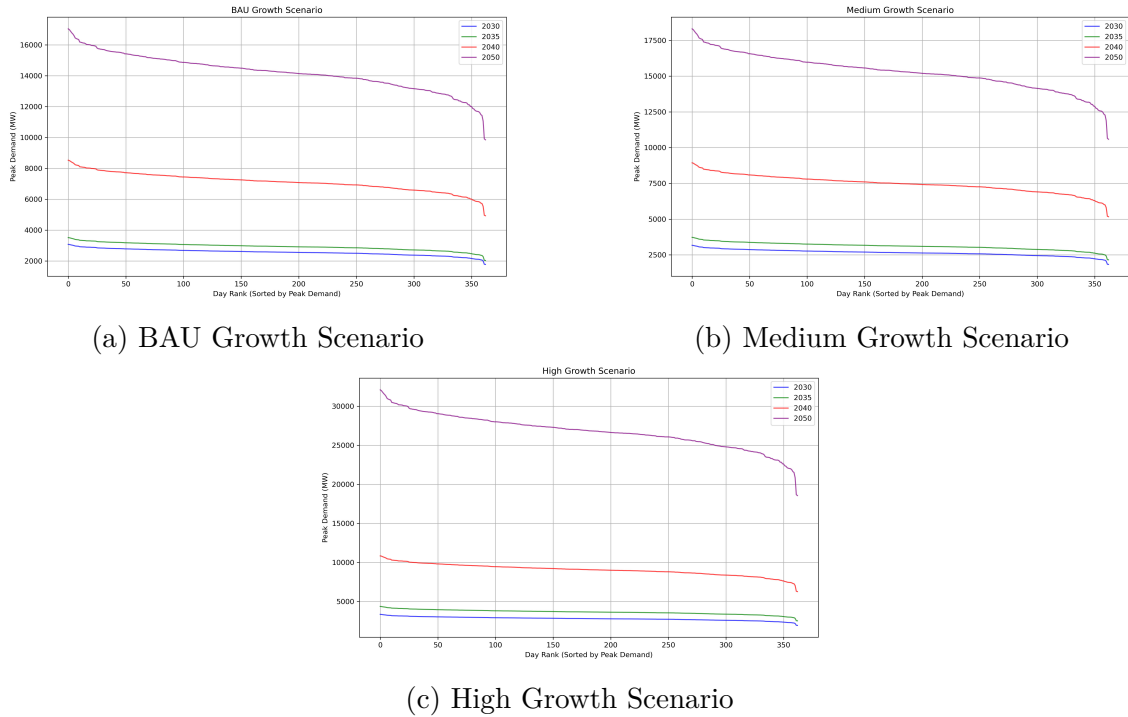 BAU Growth Scenario
2030
2035
2040
2050
16000
14000
12000
10000
8000
6000
4000
2000
Peak Demand (MW)
0 50 100 150 200 250 300 350
Day Rank (Sorted by Peak Demand)
(a) BAU Growth Scenario
Medium Growth Scenario
2030
2035
2040
2050
17500
15000
12500
10000
7500
5000
2500
Peak Demand (MW)
0 50 100 150 200 250 300 350
Day Rank (Sorted by Peak Demand)
(b) Medium Growth Scenario
High Growth Scenario
2030
2035
2040
2050
30000
25000
20000
15000
10000
5000
Peak Demand (MW)
0 50 100 150 200 250 300 350
Day Rank (Sorted by Peak Demand)
(c) High Growth Scenario